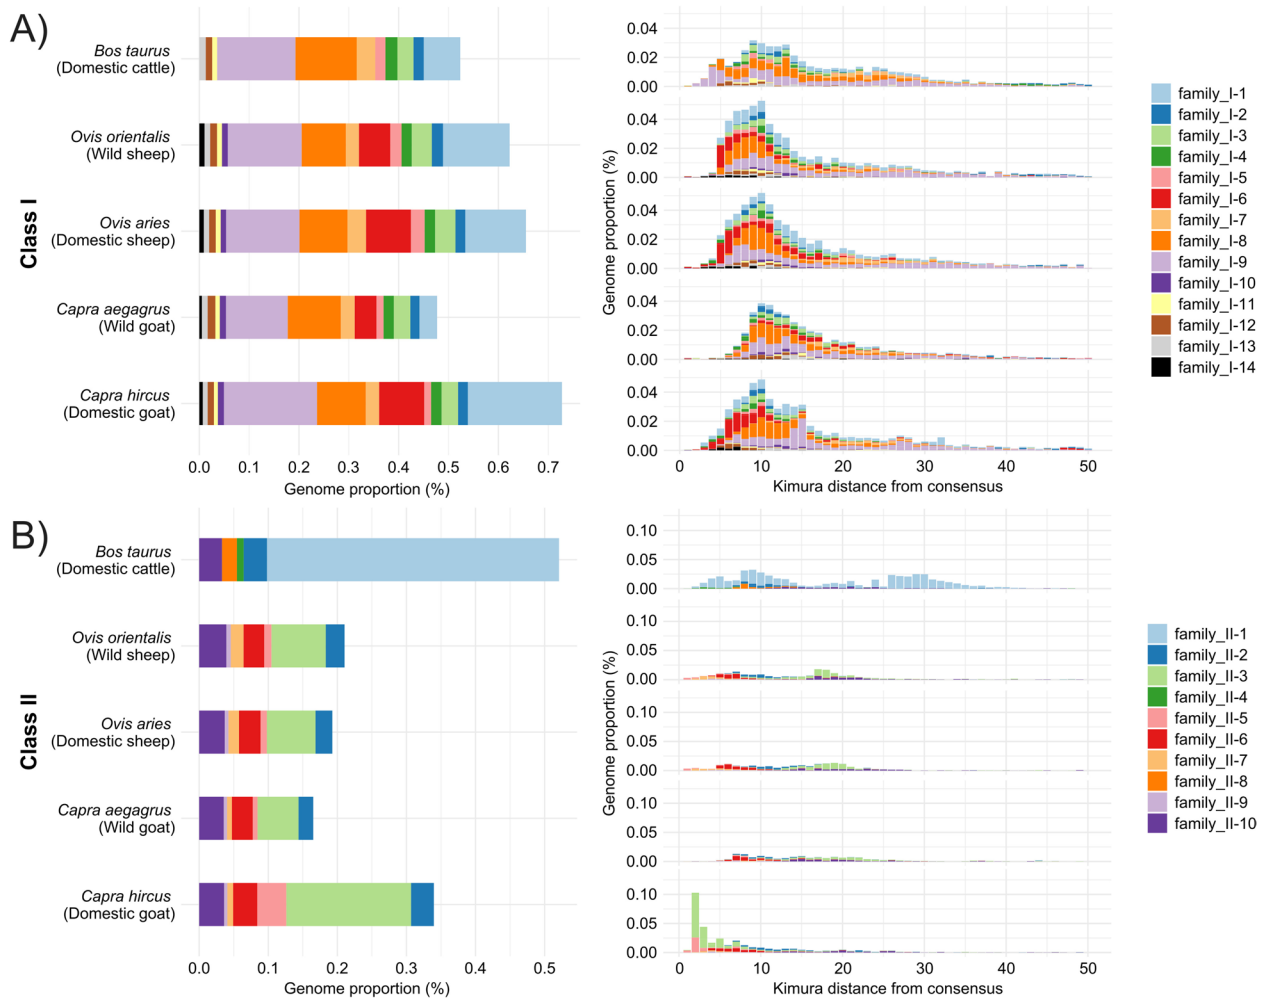 A)
Class I
Bos taurus
(Domestic cattle)
Ovis orientalis
(Wild sheep)
Ovis aries
(Domestic sheep)
Capra aegagrus
(Wild goat)
Capra hircus
(Domestic goat)
0.0 0.1 0.2 0.3 0.4 0.5 0.6 0.7
Genome proportion (%)
Genome proportion (%)
0.04
0.02
0.00
0.04
0.02
0.00
0.04
0.02
0.00
0.04
0.02
0.00
0.04
0.02
0.00
0 10 20 30 40 50
Kimura distance from consensus
family_I-1
family_I-2
family_I-3
family_I-4
family_I-5
family_I-6
family_I-7
family_I-8
family_I-9
family_I-10
family_I-11
family_I-12
family_I-13
family_I-14
B)
Class II
Bos taurus
(Domestic cattle)
Ovis orientalis
(Wild sheep)
Ovis aries
(Domestic sheep)
Capra aegagrus
(Wild goat)
Capra hircus
(Domestic goat)
0.0 0.1 0.2 0.3 0.4 0.5
Genome proportion (%)
Genome proportion (%)
0.10
0.05
0.00
0.10
0.05
0.00
0.10
0.05
0.00
0.10
0.05
0.00
0.10
0.05
0.00
0 10 20 30 40 50
Kimura distance from consensus
family_II-1
family_II-2
family_II-3
family_II-4
family_II-5
family_II-6
family_II-7
family_II-8
family_II-9
family_II-10